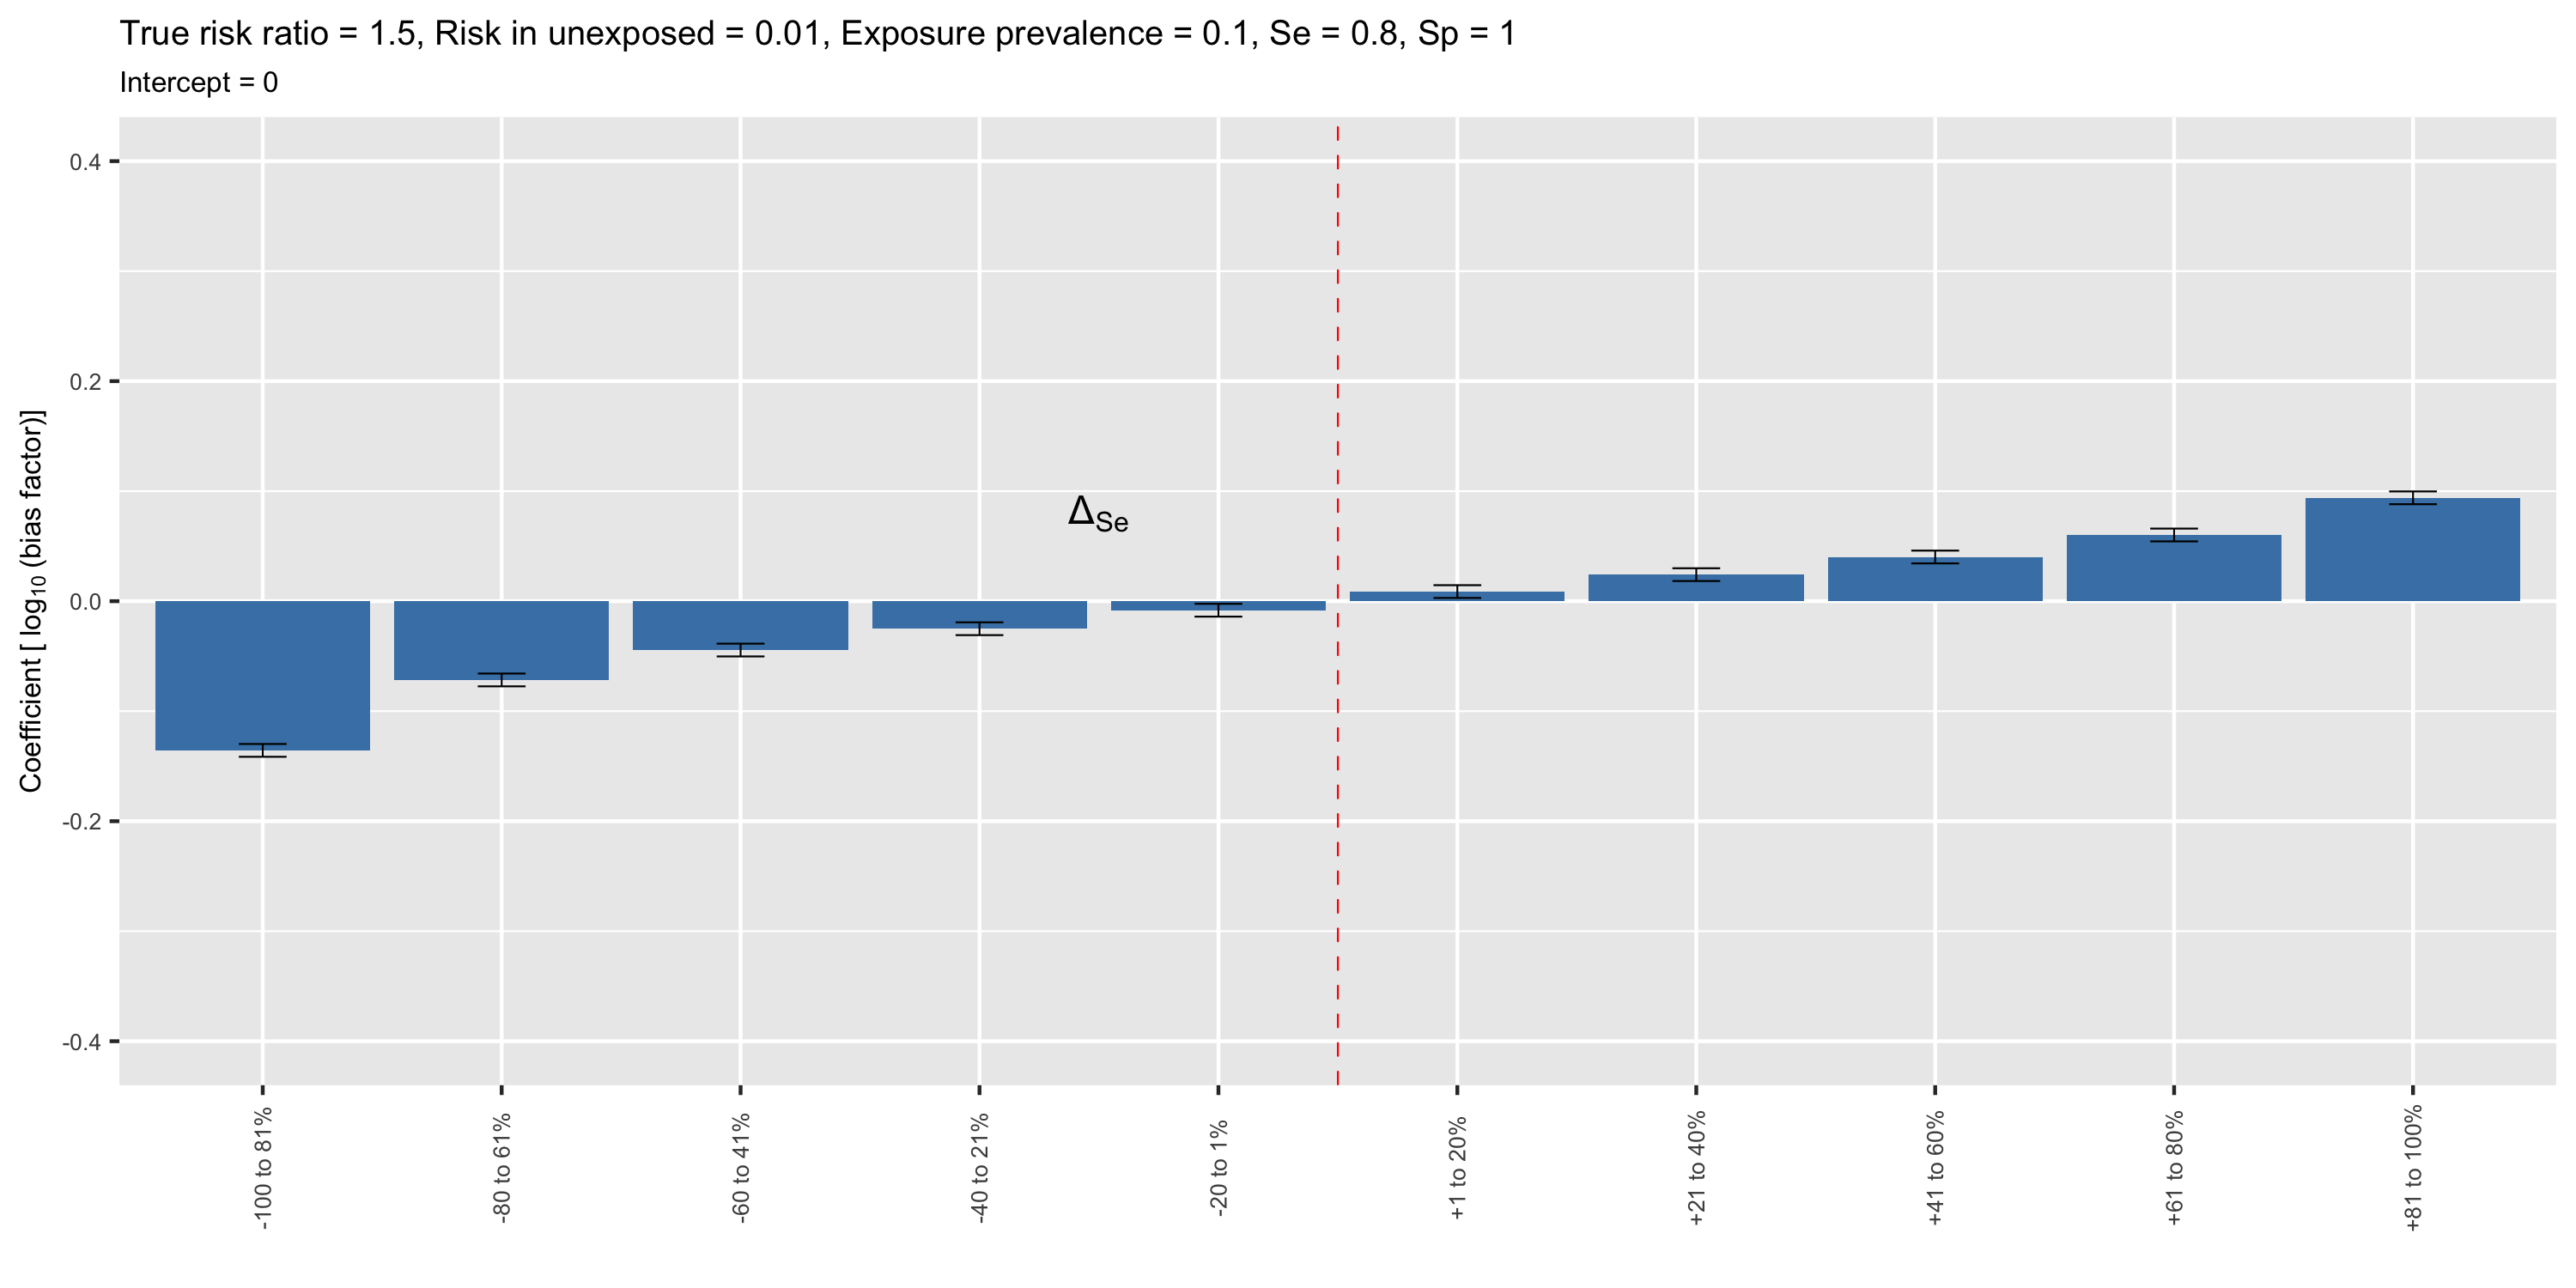 True risk ratio = 1.5, Risk in unexposed = 0.01, Exposure prevalence = 0.1, Se = 0.8, Sp = 1
Intercept = 0
Coefficient [ log₁₀ (bias factor)]
0.4
0.2
0.0
-0.2
-0.4
Δ_Se
-100 to 81%
-80 to 61%
-60 to 41%
-40 to 21%
-20 to 1%
+1 to 20%
+21 to 40%
+41 to 60%
+61 to 80%
+81 to 100%